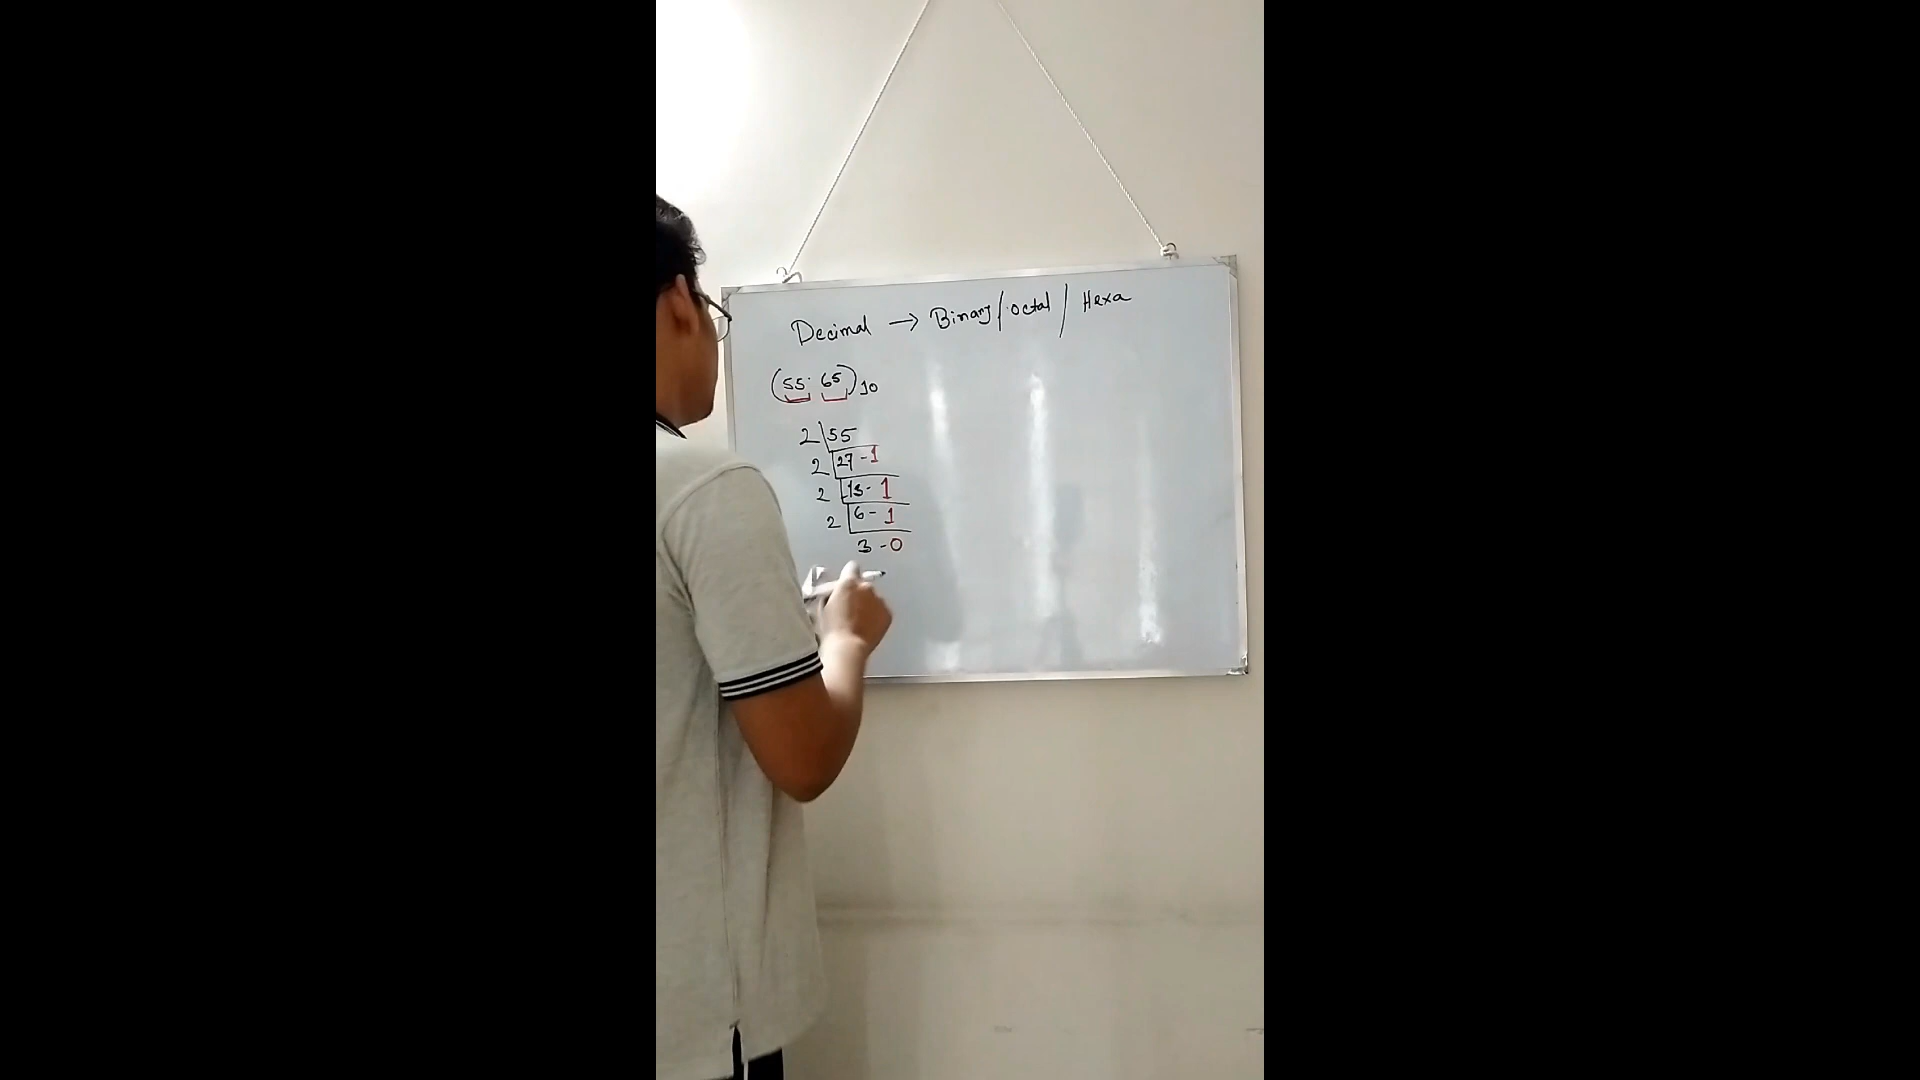 Decimal → Binary / Octal / Hexa
(55. 65)10
2 55
2 27 - 1
2 13 - 1
2 6 - 1
3 - 0